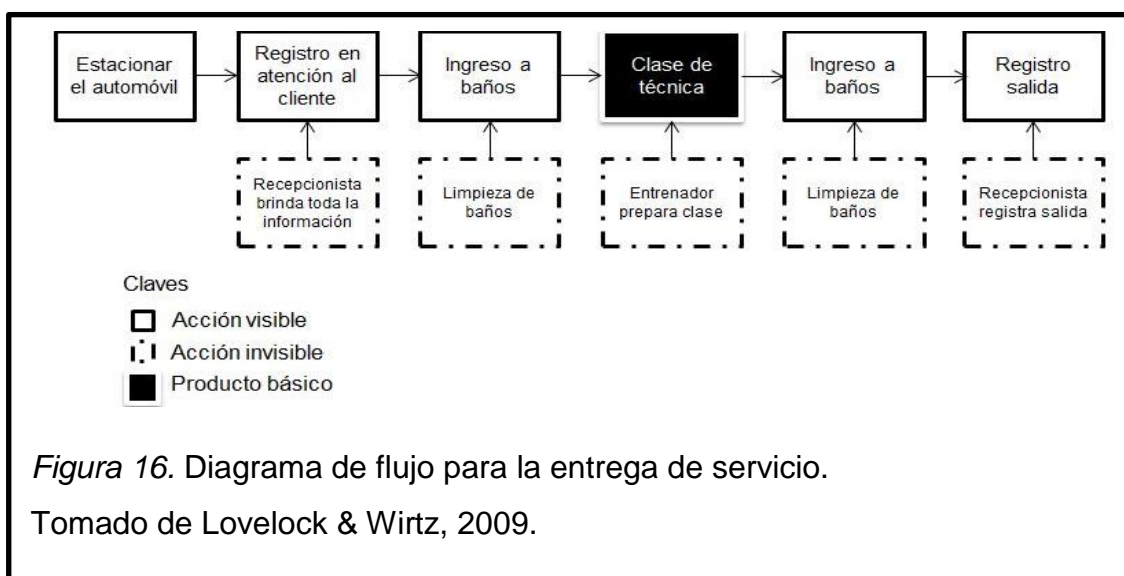 Estacionar
el automóvil
Registro en
atención al
cliente
Ingreso a
baños
Clase de
técnica
Ingreso a
baños
Registro
salida
Recepcionista
brinda toda la
información
Limpieza de
baños
Entrenador
prepara clase
Limpieza de
baños
Recepcionista
registra salida
Claves
Acción visible
Acción invisible
Producto básico
Figura 16. Diagrama de flujo para la entrega de servicio.
Tomado de Lovelock & Wirtz, 2009.